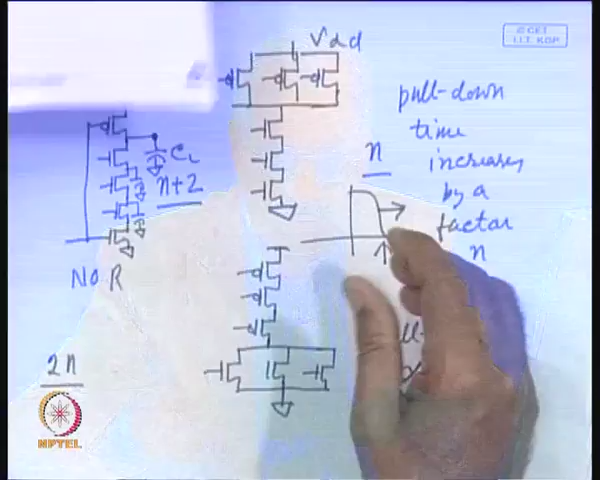 © CET
I.I.T. KGP
Vdd
pull-down
time
increases
by a
factor
n
n
CL
n+2
NOR
2n
NPTEL